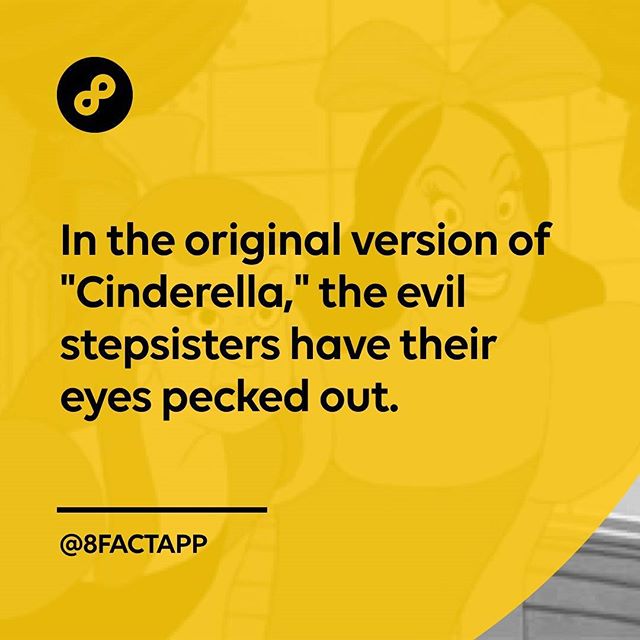 In the original version of
"Cinderella," the evil
stepsisters have their
eyes pecked out.
@8FACTAPP